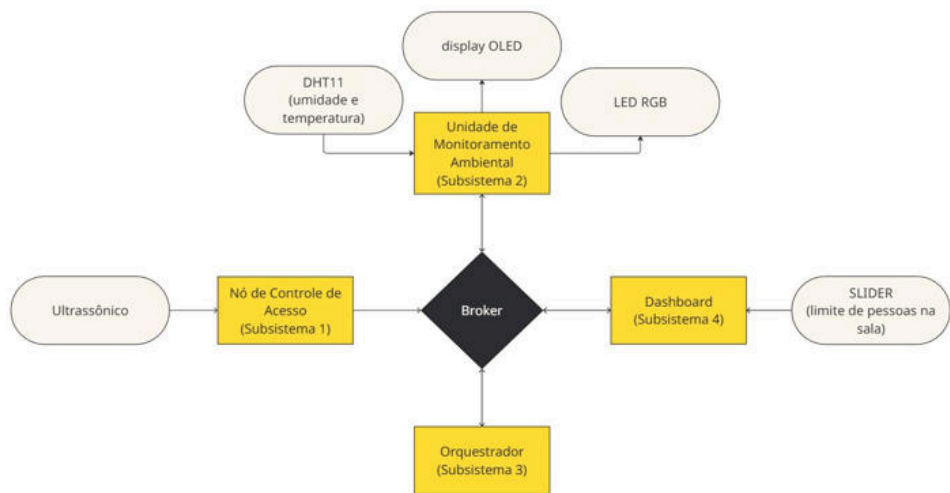 display OLED
DHT11
(umidade e
temperatura)
LED RGB
Unidade de
Monitoramento
Ambiental
(Subsistema 2)
Ultrassônico
Nó de Controle de
Acesso
(Subsistema 1)
Broker
Dashboard
(Subsistema 4)
SLIDER
(limite de pessoas na
sala)
Orquestrador
(Subsistema 3)